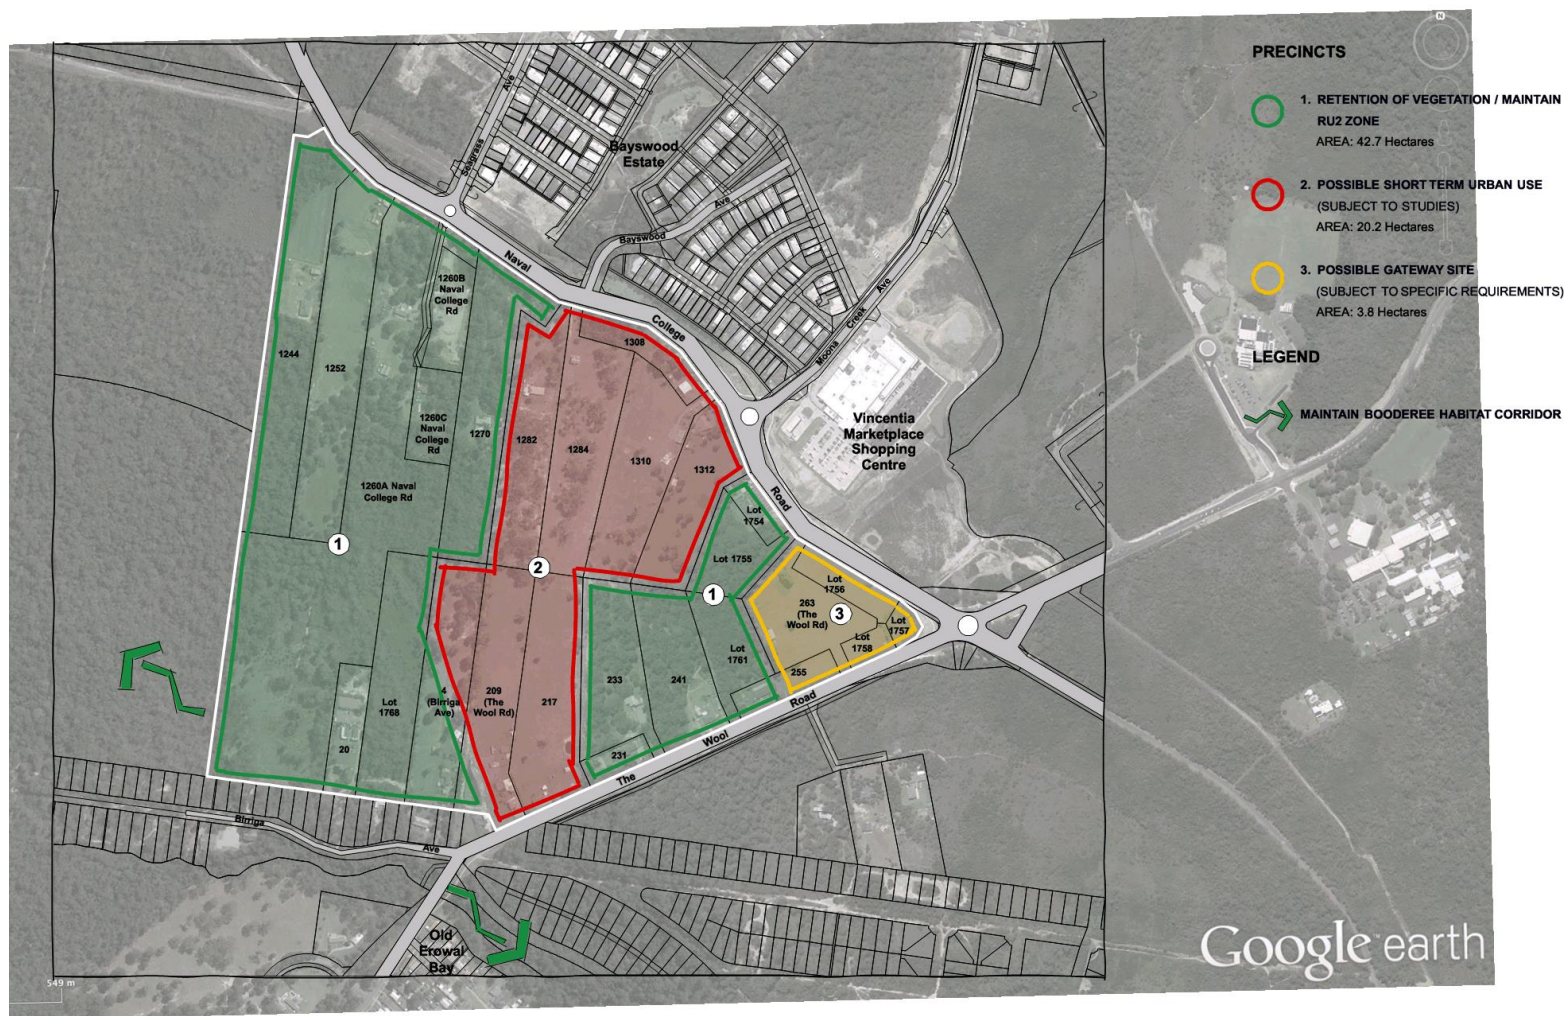 N
PRECINCTS
1. RETENTION OF VEGETATION / MAINTAIN
RU2 ZONE
AREA: 42.7 Hectares
2. POSSIBLE SHORT TERM URBAN USE
(SUBJECT TO STUDIES)
AREA: 20.2 Hectares
3. POSSIBLE GATEWAY SITE
(SUBJECT TO SPECIFIC REQUIREMENTS)
AREA: 3.8 Hectares
LEGEND
MAINTAIN BOODEREE HABITAT CORRIDOR
Seagrass Ave
Bayswood
Estate
Bayswood Ave
Naval College Road
Moona Creek Ave
Vincentia
Marketplace
Shopping
Centre
1244
1252
1260B
Naval
College
Rd
1260C
Naval
College
Rd
1270
1260A Naval
College Rd
1
1282
1284
1308
1310
1312
2
Lot
1754
Lot 1755
1
Lot
1756
263
(The
Wool Rd)
3
Lot
1757
Lot
1758
255
Lot
1761
233
241
231
4
(Birriga
Ave)
209
(The
Wool Rd)
217
Lot
1768
20
The Wool Road
Birriga Ave
Old
Erowal
Bay
549 m
Google earth